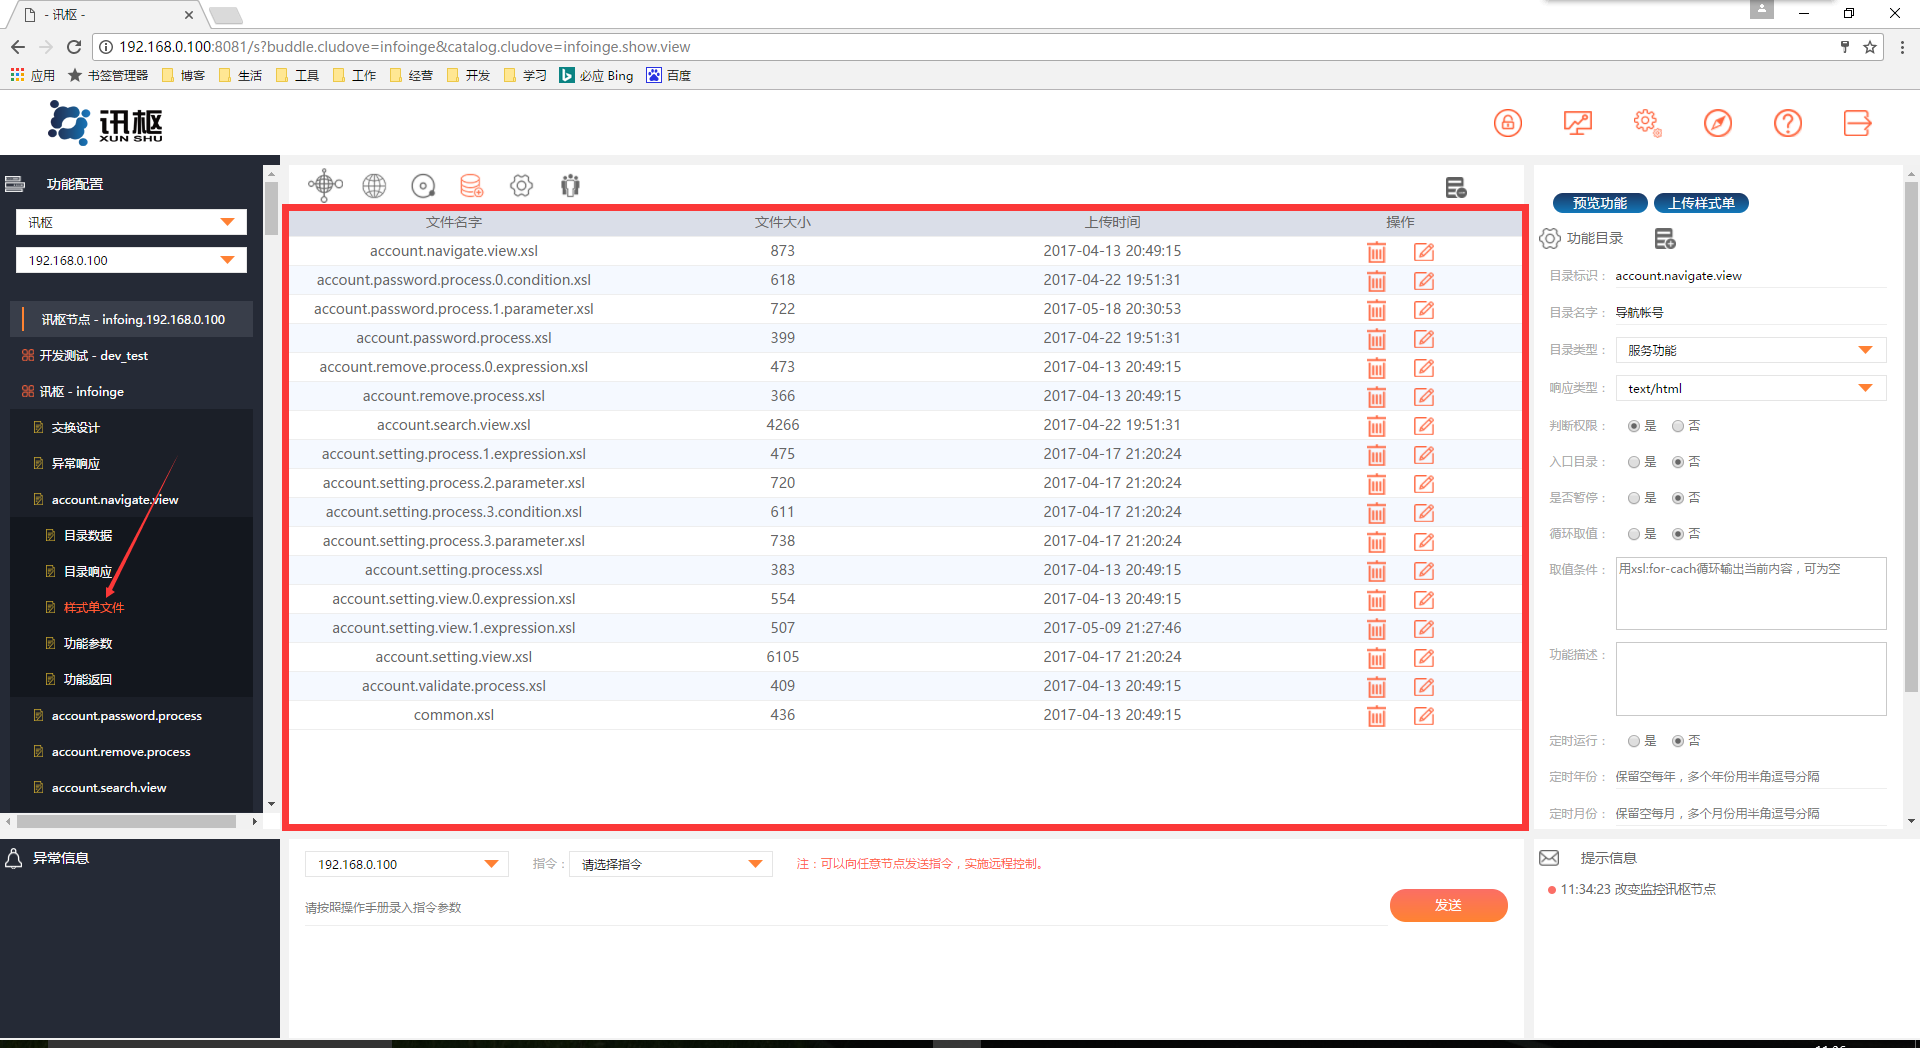 - 讯枢 -
192.168.0.100:8081/s?buddle.cludove=infoinge&catalog.cludove=infoinge.show.view
应用 书签管理器 博客 生活 工具 工作 经营 开发 学习 必应 Bing 百度
讯枢
XUN SHU
功能配置
讯枢
192.168.0.100
讯枢节点 - infoing.192.168.0.100
开发测试 - dev_test
讯枢 - infoinge
交换设计
异常响应
account.navigate.view
目录数据
目录响应
样式单文件
功能参数
功能返回
account.password.process
account.remove.process
account.search.view
异常信息
文件名字 文件大小 上传时间 操作
account.navigate.view.xsl 873 2017-04-13 20:49:15
account.password.process.0.condition.xsl 618 2017-04-22 19:51:31
account.password.process.1.parameter.xsl 722 2017-05-18 20:30:53
account.password.process.xsl 399 2017-04-22 19:51:31
account.remove.process.0.expression.xsl 473 2017-04-13 20:49:15
account.remove.process.xsl 366 2017-04-13 20:49:15
account.search.view.xsl 4266 2017-04-22 19:51:31
account.setting.process.1.expression.xsl 475 2017-04-17 21:20:24
account.setting.process.2.parameter.xsl 720 2017-04-17 21:20:24
account.setting.process.3.condition.xsl 611 2017-04-17 21:20:24
account.setting.process.3.parameter.xsl 738 2017-04-17 21:20:24
account.setting.process.xsl 383 2017-04-13 20:49:15
account.setting.view.0.expression.xsl 554 2017-04-13 20:49:15
account.setting.view.1.expression.xsl 507 2017-05-09 21:27:46
account.setting.view.xsl 6105 2017-04-17 21:20:24
account.validate.process.xsl 409 2017-04-13 20:49:15
common.xsl 436 2017-04-13 20:49:15
192.168.0.100 指令： 请选择指令 注：可以向任意节点发送指令，实施远程控制。
请按照操作手册录入指令参数
发送
预览功能 上传样式单
功能目录
目录标识： account.navigate.view
目录名字： 导航帐号
目录类型： 服务功能
响应类型： text/html
判断权限： 是 否
入口目录： 是 否
是否暂停： 是 否
循环取值： 是 否
取值条件： 用xsl:for-cach循环输出当前内容，可为空
功能描述：
定时运行： 是 否
定时年份： 保留空每年，多个年份用半角逗号分隔
定时月份： 保留空每月，多个月份用半角逗号分隔
提示信息
11:34:23 改变监控讯枢节点